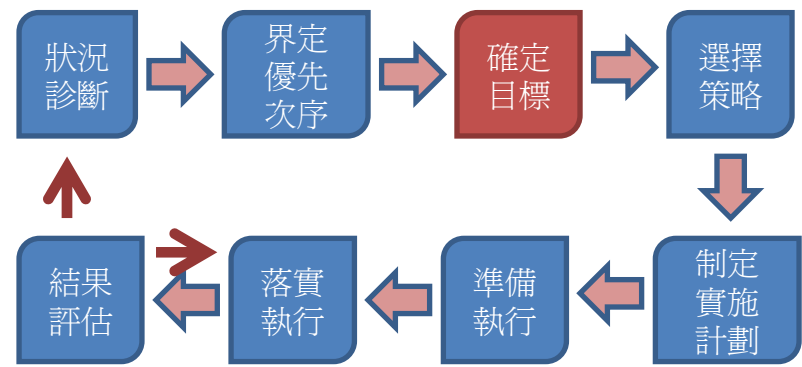 狀況
診斷
界定
優先
次序
確定
目標
選擇
策略
結果
評估
落實
執行
準備
執行
制定
實施
計劃